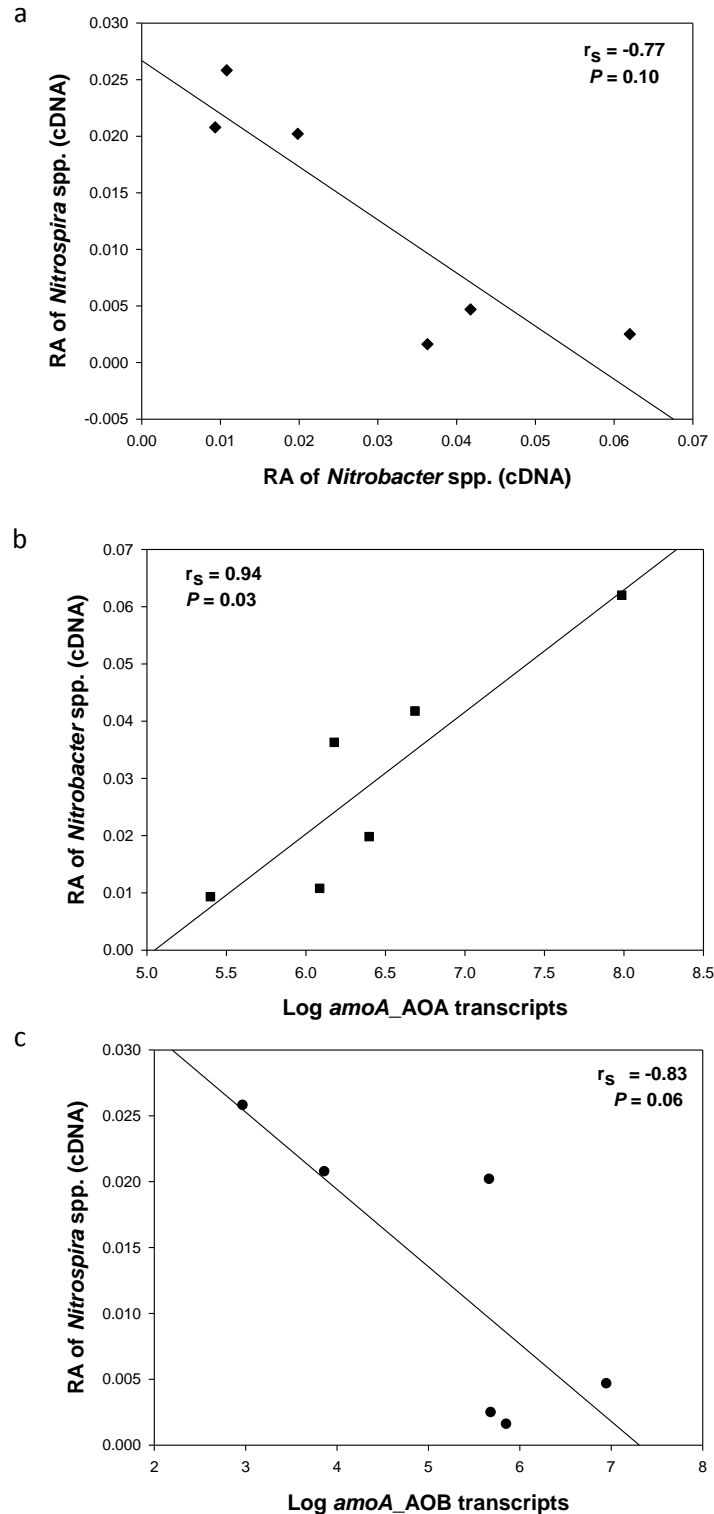 a
r_s = -0.77
P = 0.10
0.030
0.025
0.020
0.015
0.010
0.005
0.000
-0.005
RA of Nitrospira spp. (cDNA)
0.00 0.01 0.02 0.03 0.04 0.05 0.06 0.07
RA of Nitrobacter spp. (cDNA)
b
r_s = 0.94
P = 0.03
0.07
0.06
0.05
0.04
0.03
0.02
0.01
0.00
RA of Nitrobacter spp. (cDNA)
5.0 5.5 6.0 6.5 7.0 7.5 8.0 8.5
Log amoA_AOA transcripts
c
r_s = -0.83
P = 0.06
0.030
0.025
0.020
0.015
0.010
0.005
0.000
RA of Nitrospira spp. (cDNA)
2 3 4 5 6 7 8
Log amoA_AOB transcripts